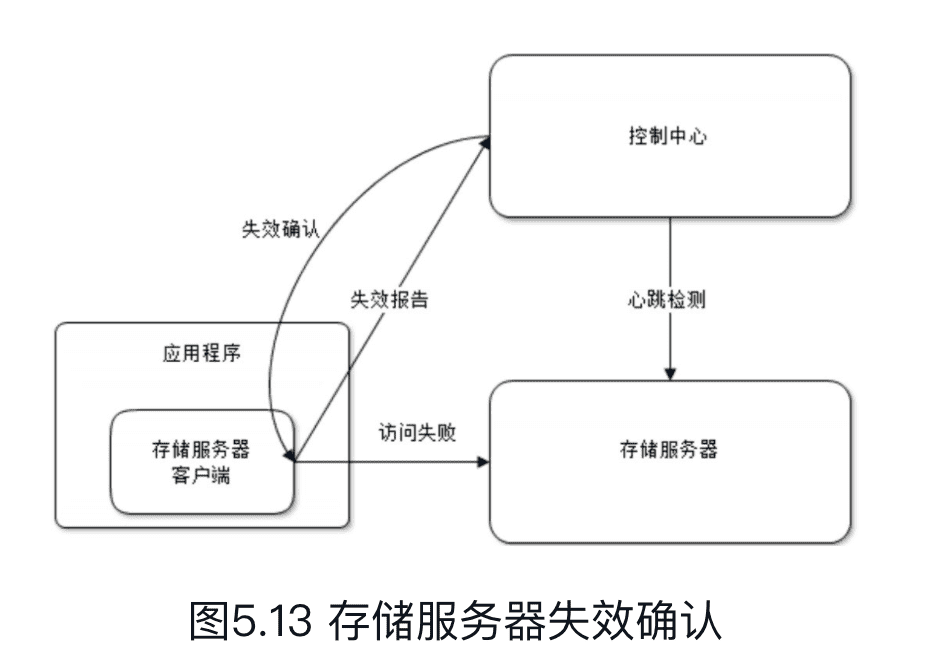 控制中心
失效确认
失效报告
心跳检测
应用程序
访问失败
存储服务器
客户端
存储服务器
图5.13 存储服务器失效确认